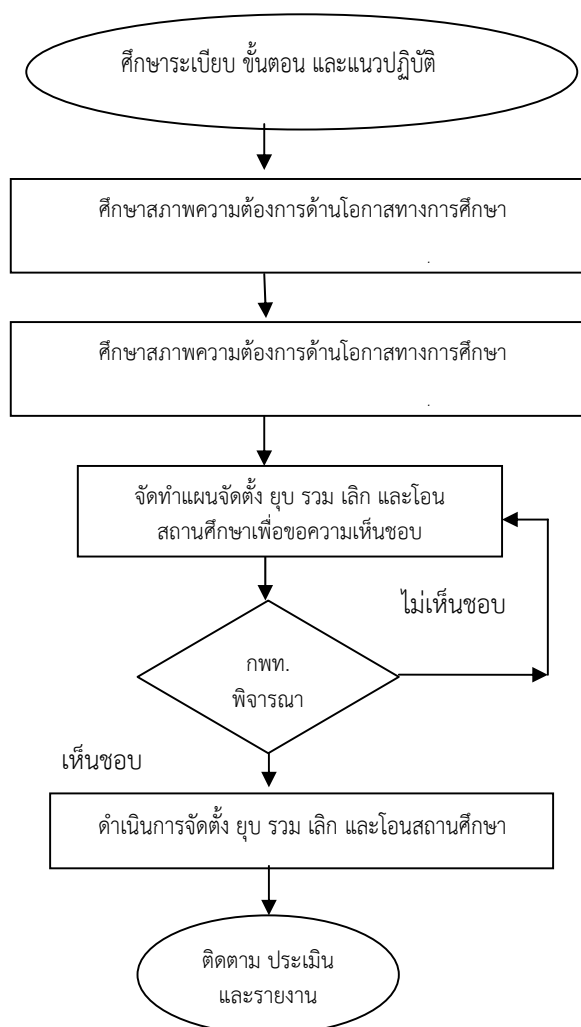 ศึกษาระเบียบ ขั้นตอน และแนวปฏิบัติ
ศึกษาสภาพความต้องการด้านโอกาสทางการศึกษา
.
ศึกษาสภาพความต้องการด้านโอกาสทางการศึกษา
.
จัดทำแผนจัดตั้ง ยุบ รวม เลิก และโอน
สถานศึกษาเพื่อขอความเห็นชอบ
ไม่เห็นชอบ
กพท.
พิจารณา
เห็นชอบ
ดำเนินการจัดตั้ง ยุบ รวม เลิก และโอนสถานศึกษา
ติดตาม ประเมิน
และรายงาน